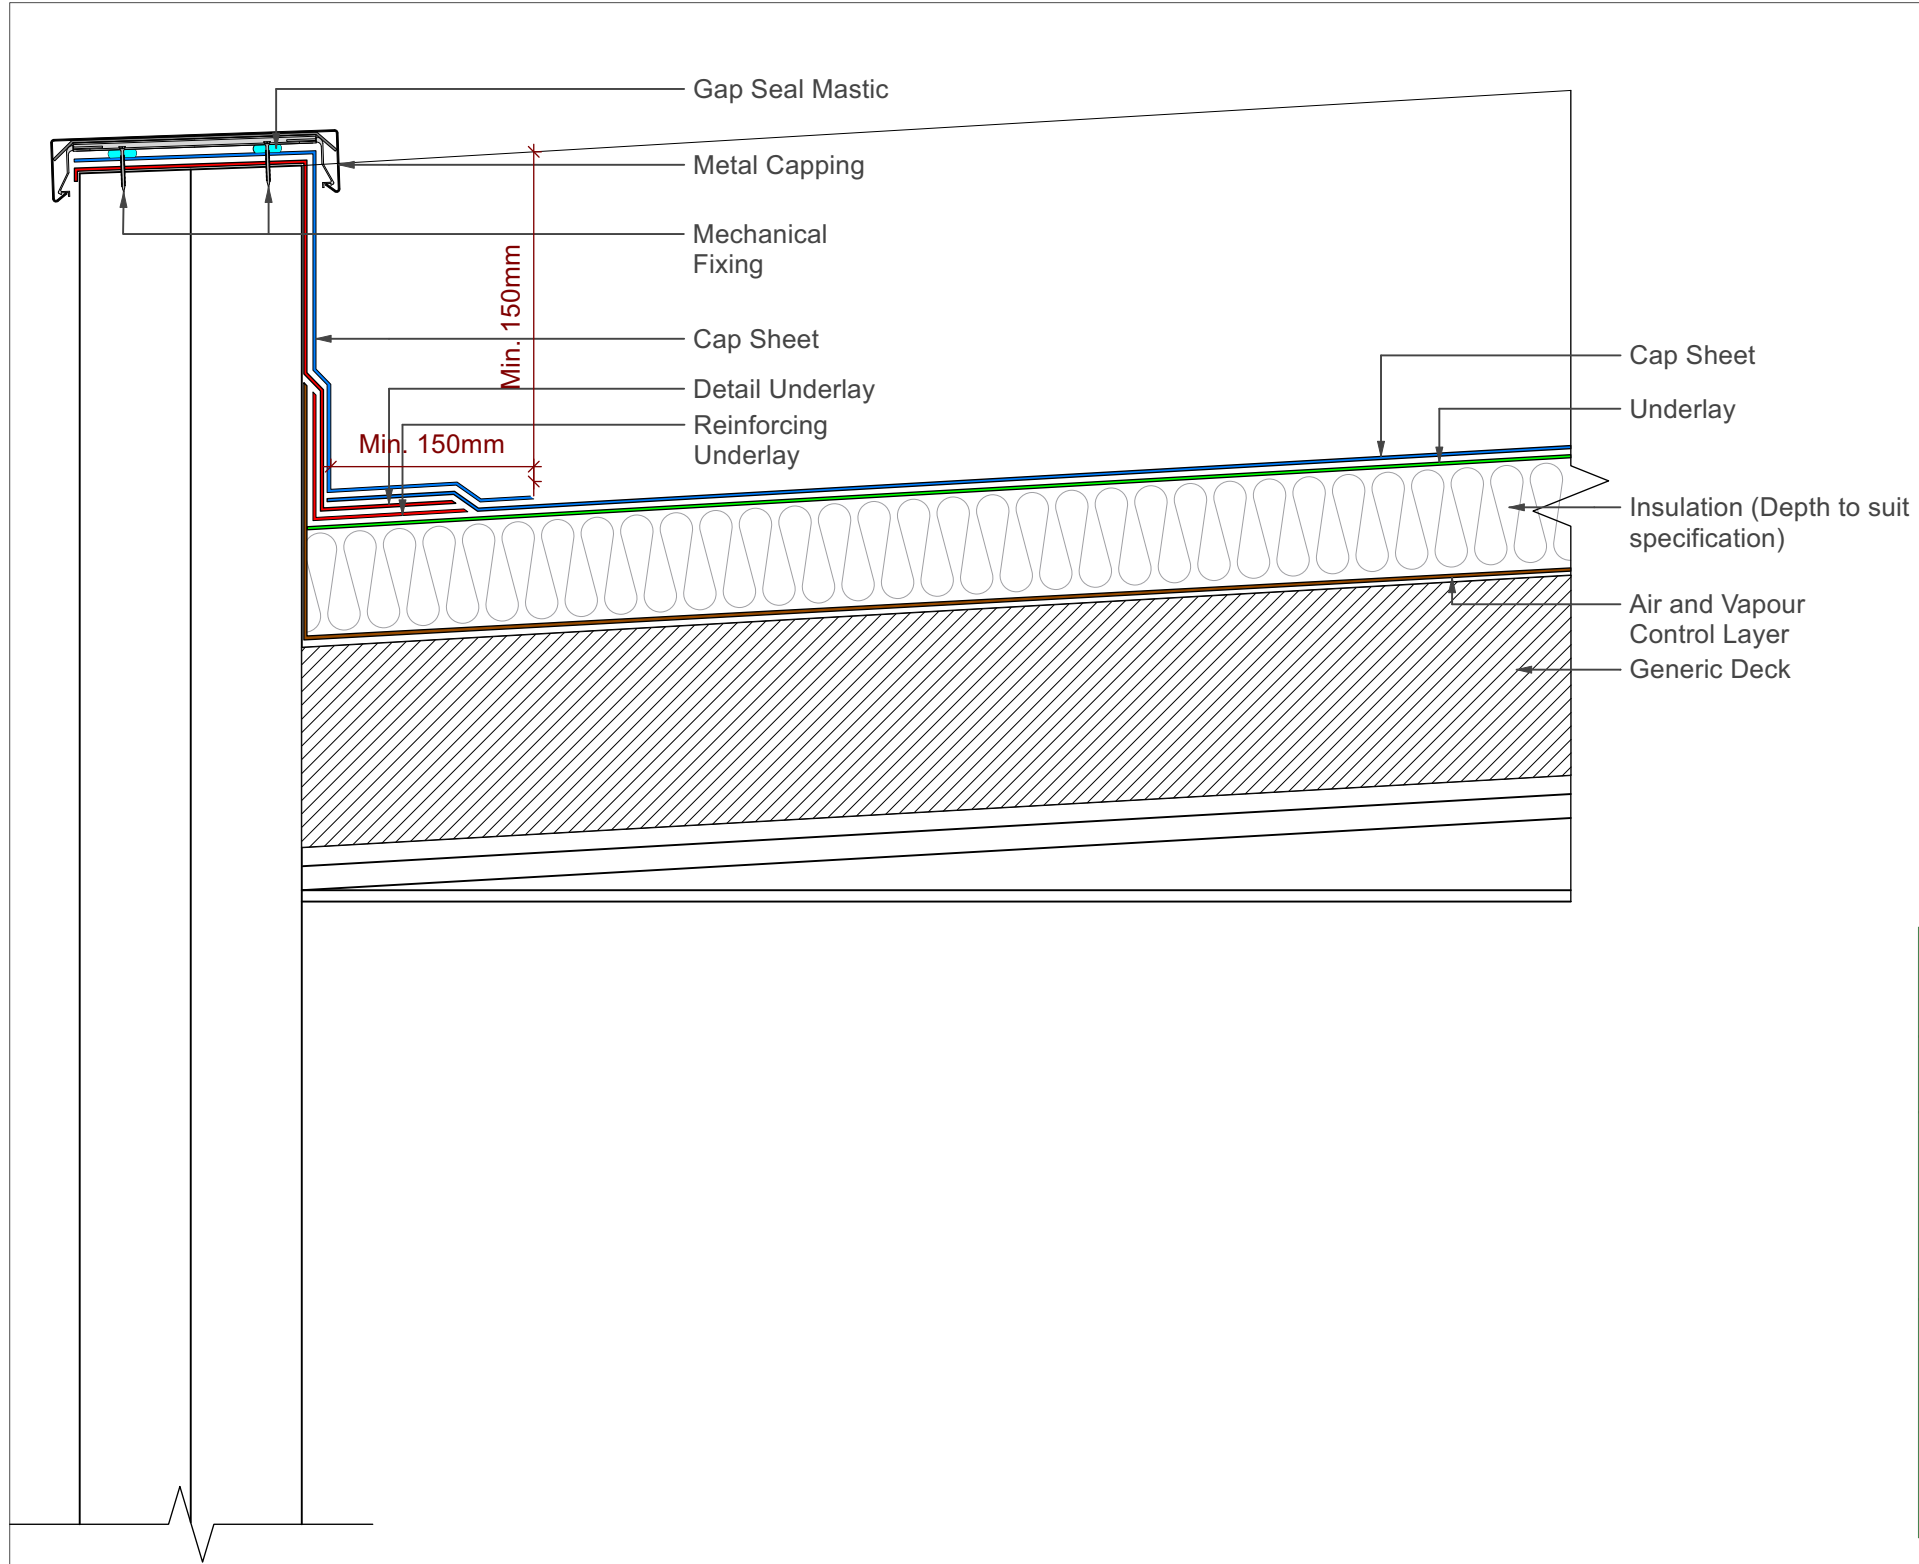 Gap Seal Mastic
Metal Capping
Mechanical
Fixing
Min. 150mm
Cap Sheet
Detail Underlay
Reinforcing
Underlay
Min. 150mm
Cap Sheet
Underlay
Insulation (Depth to suit
specification)
Air and Vapour
Control Layer
Generic Deck